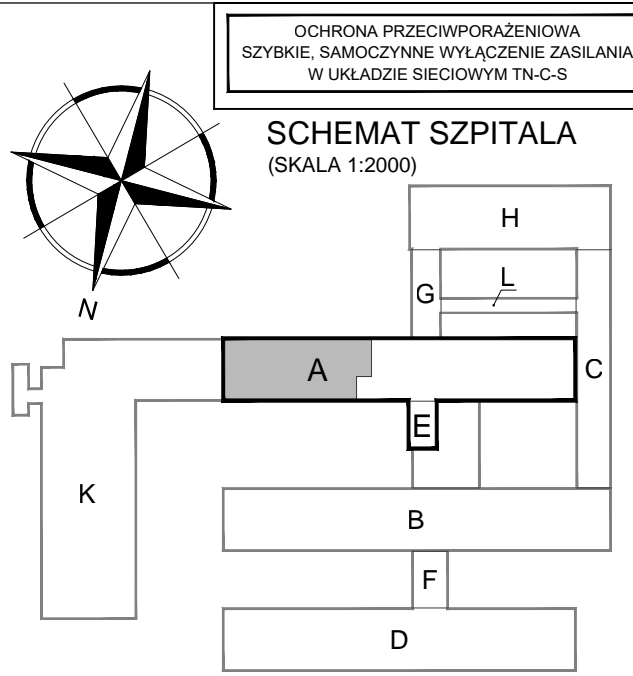 OCHRONA PRZECIWPORAŻENIOWA
SZYBKIE, SAMOCZYNNE WYŁĄCZENIE ZASILANIA
W UKŁADZIE SIECIOWYM TN-C-S
SCHEMAT SZPITALA
(SKALA 1:2000)
N
H
L
G
A
C
E
K
B
F
D